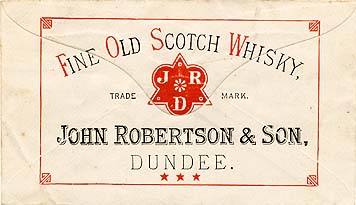 FINE OLD SCOTCH WHISKY,
J R
TRADE MARK.
D
JOHN ROBERTSON & SON,
DUNDEE.